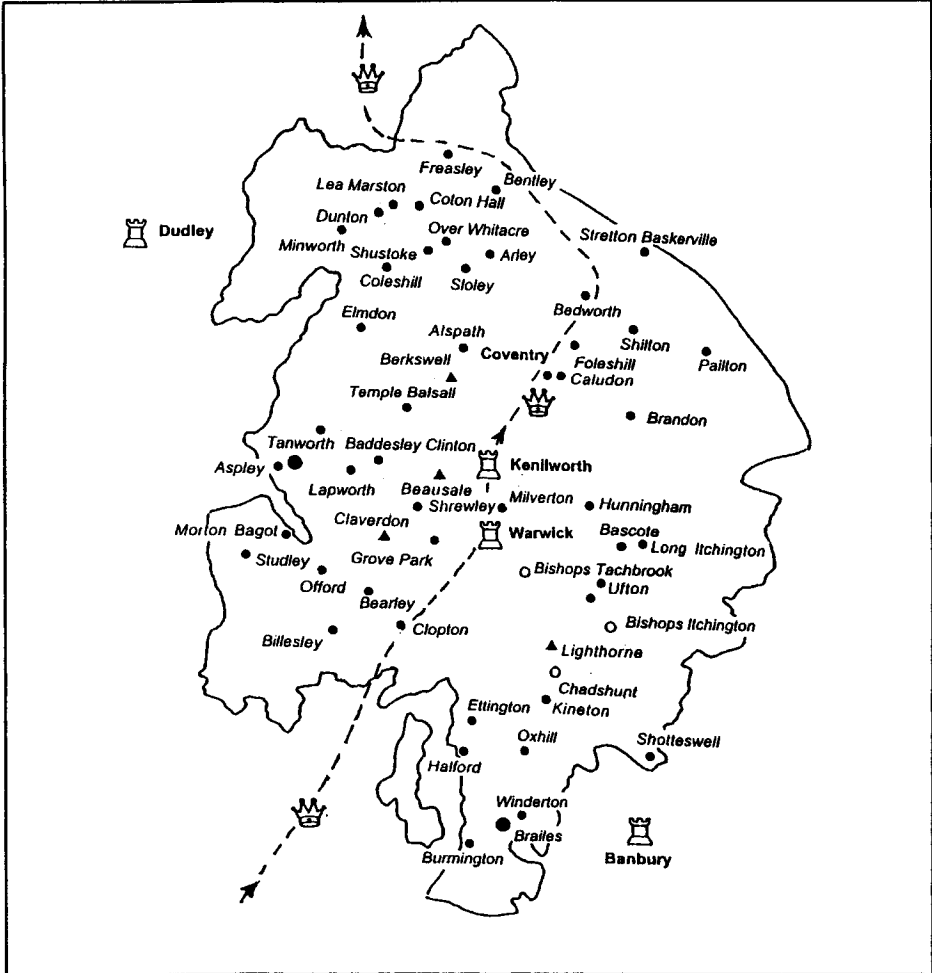 Freasley
Bentley
Lea Marston
Coton Hall
Dunton
Over Whitacre
Dudley
Stretton Baskerville
Minworth
Shustoke
Arley
Coleshill
Sloley
Bedworth
Elmdon
Alspath
Shilton
Coventry
Foleshill
Berkswell
Pailton
Caludon
Temple Balsall
Brandon
Tanworth
Baddesley Clinton
Aspley
Kenilworth
Lapworth
Beausale
Milverton
Shrewley
Hunningham
Claverdon
Morton Bagot
Warwick
Bascote
Long Itchington
Grove Park
Studley
Bishops Tachbrook
Offord
Ufton
Bearley
Bishops Itchington
Clopton
Billesley
Lighthorne
Chadshunt
Ettington
Kineton
Oxhill
Shotteswell
Halford
Winderton
Brailes
Banbury
Burmington